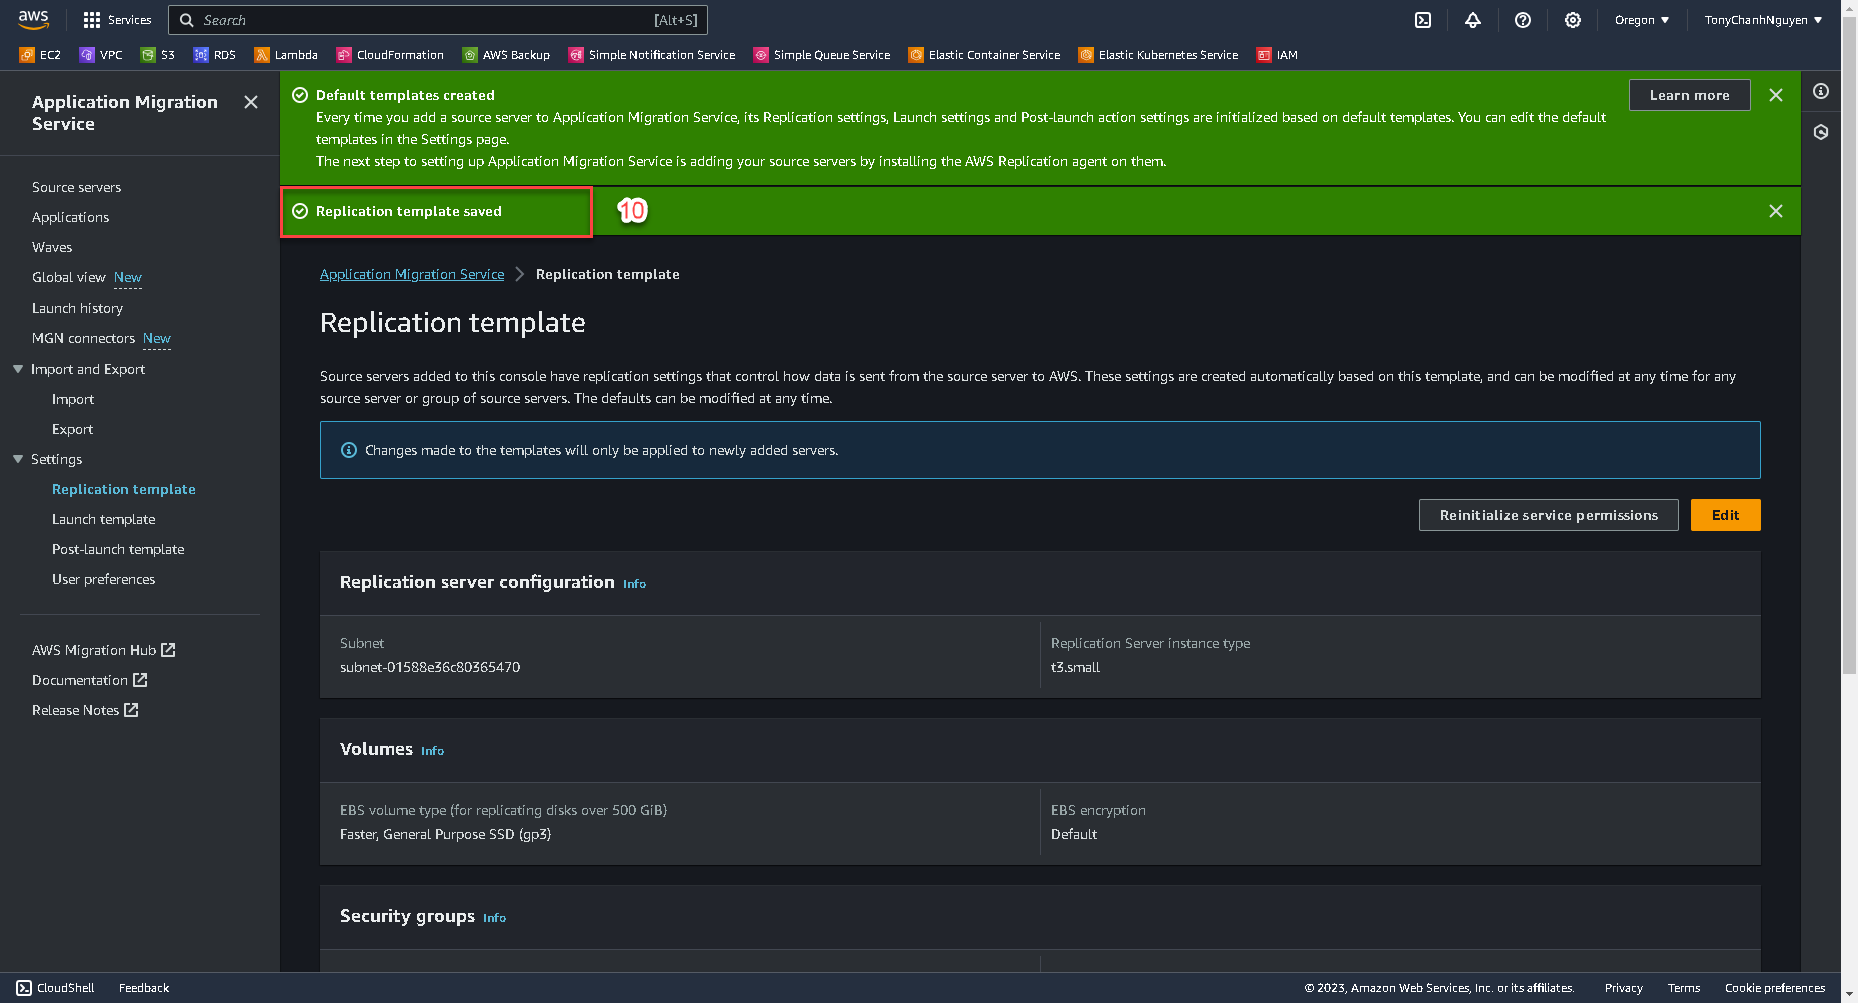 aws
Services
Search
[Alt+S]
Oregon
TonyChanhNguyen
EC2
VPC
S3
RDS
Lambda
CloudFormation
AWS Backup
Simple Notification Service
Simple Queue Service
Elastic Container Service
Elastic Kubernetes Service
IAM
Application Migration
Service
Source servers
Applications
Waves
Global view New
Launch history
MGN connectors New
Import and Export
Import
Export
Settings
Replication template
Launch template
Post-launch template
User preferences
AWS Migration Hub
Documentation
Release Notes
Default templates created
Every time you add a source server to Application Migration Service, its Replication settings, Launch settings and Post-launch action settings are initialized based on default templates. You can edit the default
templates in the Settings page.
The next step to setting up Application Migration Service is adding your source servers by installing the AWS Replication agent on them.
Learn more
Replication template saved
10
Application Migration Service
Replication template
Replication template
Source servers added to this console have replication settings that control how data is sent from the source server to AWS. These settings are created automatically based on this template, and can be modified at any time for any
source server or group of source servers. The defaults can be modified at any time.
Changes made to the templates will only be applied to newly added servers.
Reinitialize service permissions
Edit
Replication server configuration Info
Subnet
subnet-01588e36c80365470
Replication Server instance type
t3.small
Volumes Info
EBS volume type (for replicating disks over 500 GiB)
Faster, General Purpose SSD (gp3)
EBS encryption
Default
Security groups Info
CloudShell
Feedback
© 2023, Amazon Web Services, Inc. or its affiliates.
Privacy
Terms
Cookie preferences